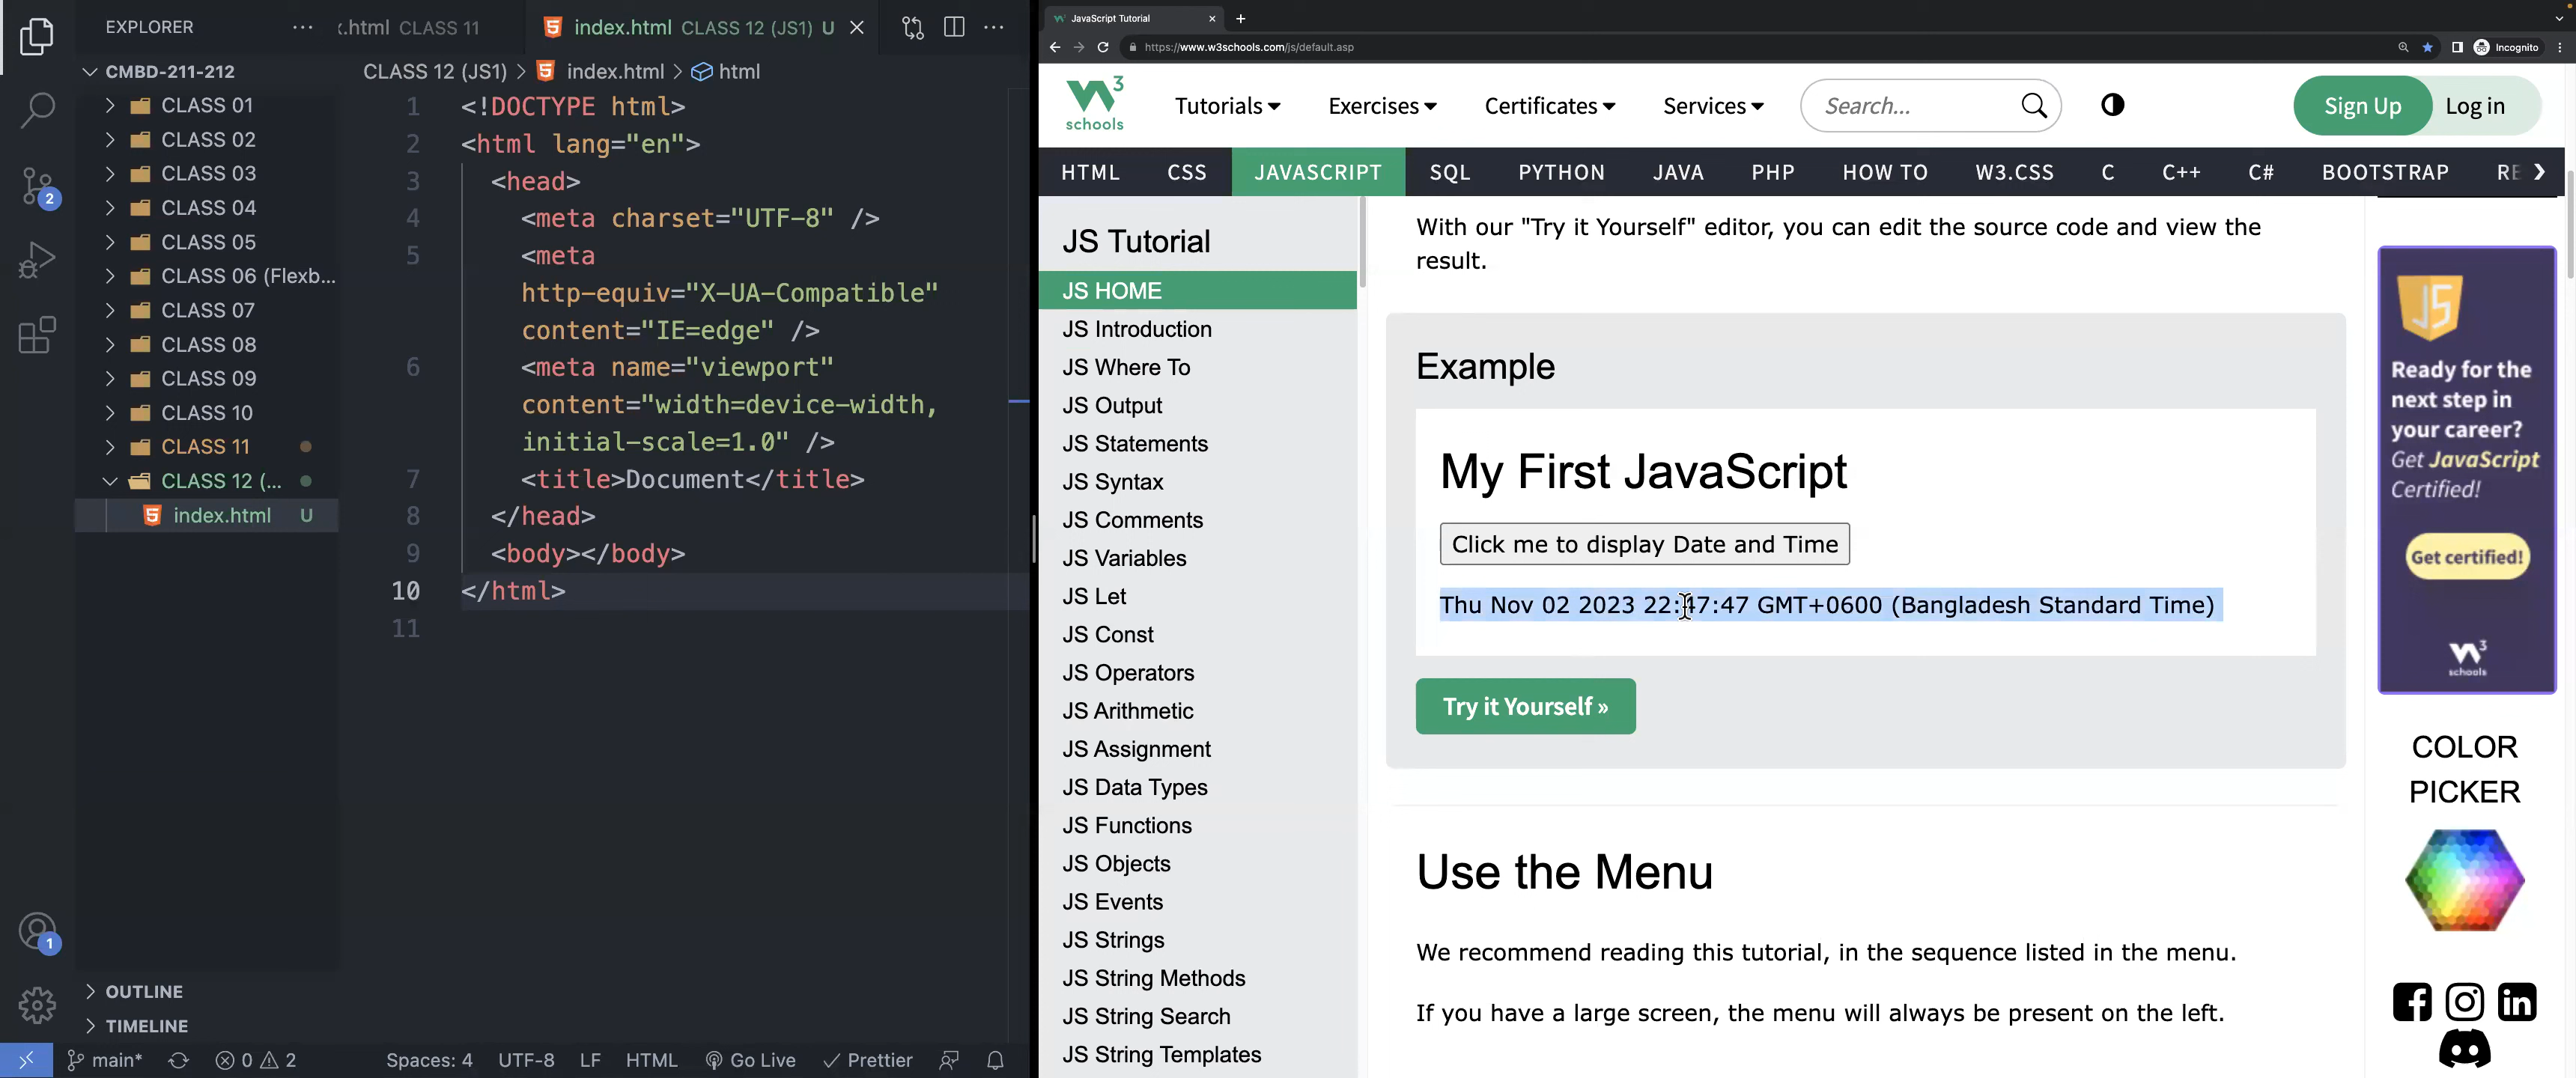 EXPLORER
CMBD-211-212
CLASS 01
CLASS 02
CLASS 03
CLASS 04
CLASS 05
CLASS 06 (Flexb...
CLASS 07
CLASS 08
CLASS 09
CLASS 10
CLASS 11
CLASS 12 (...
index.html U
OUTLINE
TIMELINE
2
1
.html CLASS 11
index.html CLASS 12 (JS1) U
CLASS 12 (JS1) > index.html > html
1 <!DOCTYPE html>
2 <html lang="en">
3 <head>
4 <meta charset="UTF-8" />
5 <meta
http-equiv="X-UA-Compatible"
content="IE=edge" />
6 <meta name="viewport"
content="width=device-width,
initial-scale=1.0" />
7 <title>Document</title>
8 </head>
9 <body></body>
10 </html>
11
main* 0 2 Spaces: 4 UTF-8 LF HTML Go Live Prettier
JavaScript Tutorial
https://www.w3schools.com/js/default.asp
Incognito
W3 schools
Tutorials Exercises Certificates Services Search... Sign Up Log in
HTML CSS JAVASCRIPT SQL PYTHON JAVA PHP HOW TO W3.CSS C C++ C# BOOTSTRAP RE
JS Tutorial
JS HOME
JS Introduction
JS Where To
JS Output
JS Statements
JS Syntax
JS Comments
JS Variables
JS Let
JS Const
JS Operators
JS Arithmetic
JS Assignment
JS Data Types
JS Functions
JS Objects
JS Events
JS Strings
JS String Methods
JS String Search
JS String Templates
With our "Try it Yourself" editor, you can edit the source code and view the
result.
Example
My First JavaScript
Click me to display Date and Time
Thu Nov 02 2023 22:47:47 GMT+0600 (Bangladesh Standard Time)
Try it Yourself »
Use the Menu
We recommend reading this tutorial, in the sequence listed in the menu.
If you have a large screen, the menu will always be present on the left.
JS
Ready for the
next step in
your career?
Get JavaScript
Certified!
Get certified!
W3
schools
COLOR
PICKER